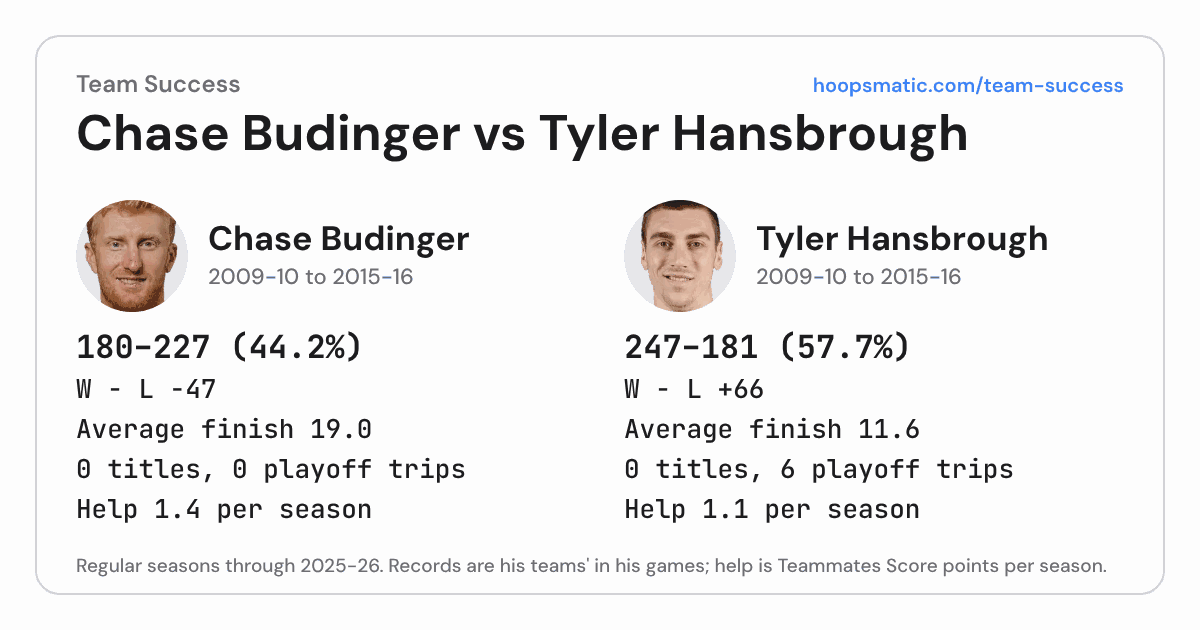 Team Success
hoopsmatic.com/team-success
Chase Budinger vs Tyler Hansbrough
Chase Budinger
2009-10 to 2015-16
180-227 (44.2%)
W - L -47
Average finish 19.0
0 titles, 0 playoff trips
Help 1.4 per season
Tyler Hansbrough
2009-10 to 2015-16
247-181 (57.7%)
W - L +66
Average finish 11.6
0 titles, 6 playoff trips
Help 1.1 per season
Regular seasons through 2025-26. Records are his teams' in his games; help is Teammates Score points per season.